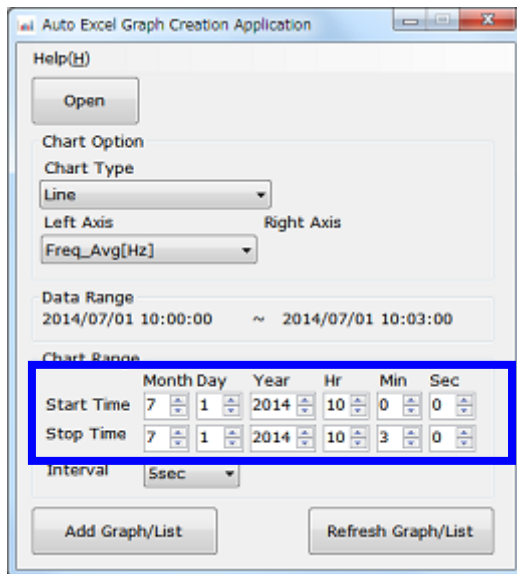 Auto Excel Graph Creation Application
Help(H)
Open
Chart Option
Chart Type
Line
Left Axis Right Axis
Freq_Avg[Hz]
Data Range
2014/07/01 10:00:00 ~ 2014/07/01 10:03:00
Chart Range
Month Day Year Hr Min Sec
Start Time 7 1 2014 10 0 0
Stop Time 7 1 2014 10 3 0
Interval 5sec
Add Graph/List Refresh Graph/List